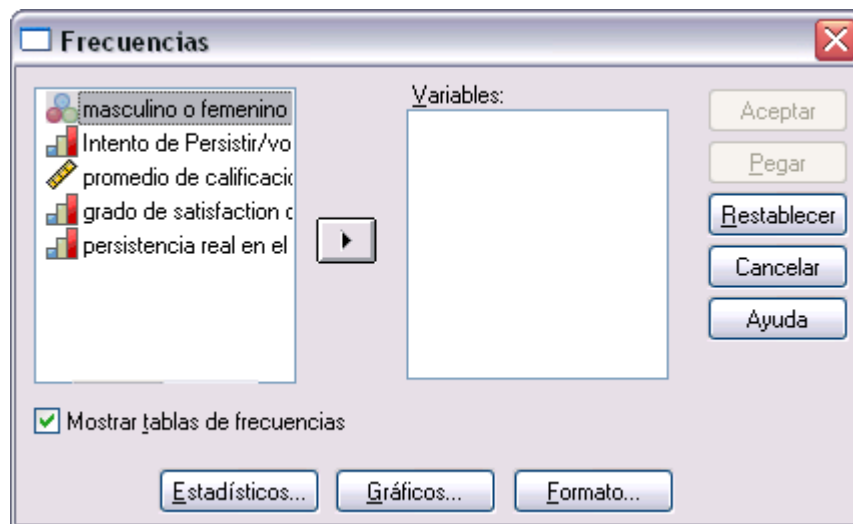 Frecuencias
masculino o femenino
Intento de Persistir/vo
promedio de calificacio
grado de satisfaction
persistencia real en el
Variables:
Aceptar
Pegar
Restablecer
Cancelar
Ayuda
Mostrar tablas de frecuencias
Estadísticos...
Gráficos...
Formato...